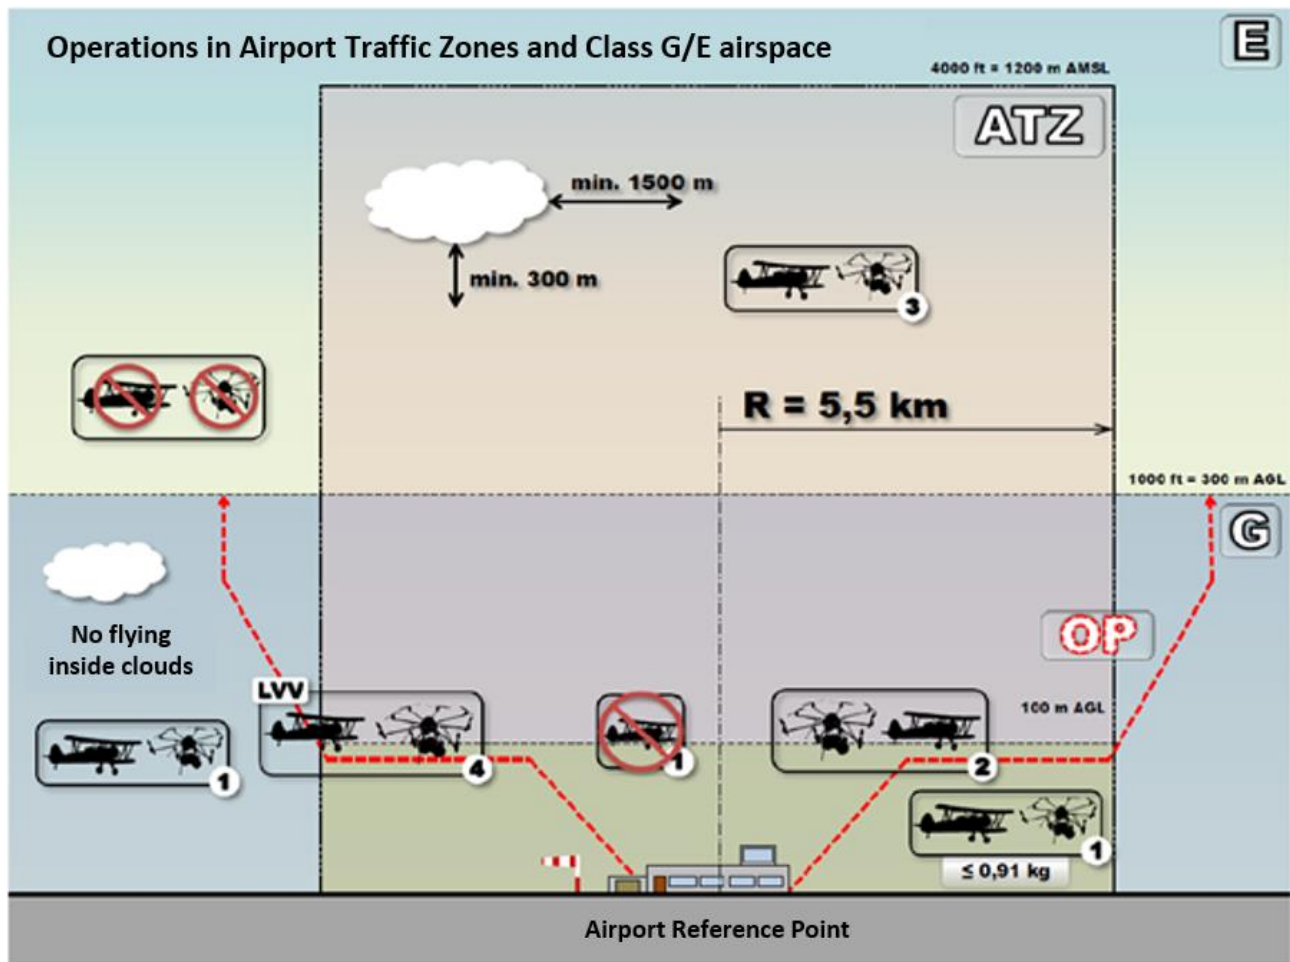 Operations in Airport Traffic Zones and Class G/E airspace
E
4000 ft = 1200 m AMSL
ATZ
min. 1500 m
min. 300 m
3
R = 5,5 km
1000 ft = 300 m AGL
G
No flying
inside clouds
OP
LVV
100 m AGL
1
4
1
2
1
≤ 0,91 kg
Airport Reference Point